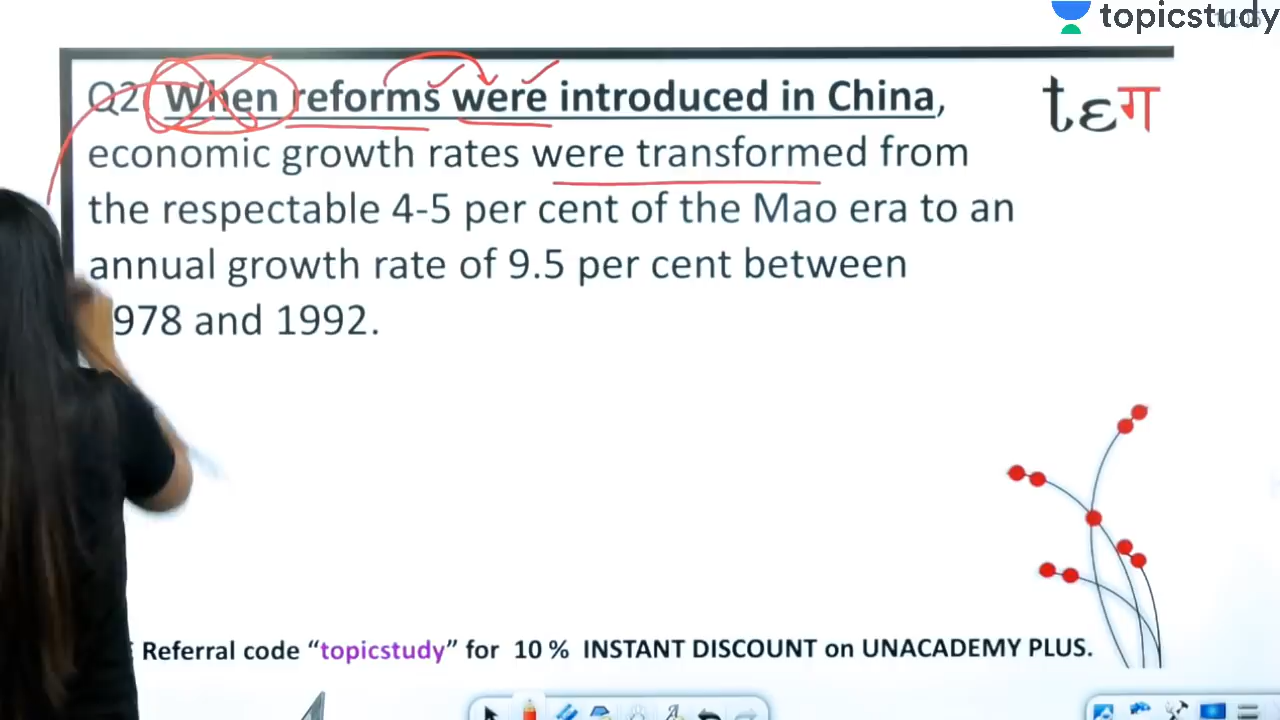 topicstudy
Q2 When reforms were introduced in China,
tεग
economic growth rates were transformed from
the respectable 4-5 per cent of the Mao era to an
annual growth rate of 9.5 per cent between
978 and 1992.
Referral code “topicstudy” for 10 % INSTANT DISCOUNT on UNACADEMY PLUS.